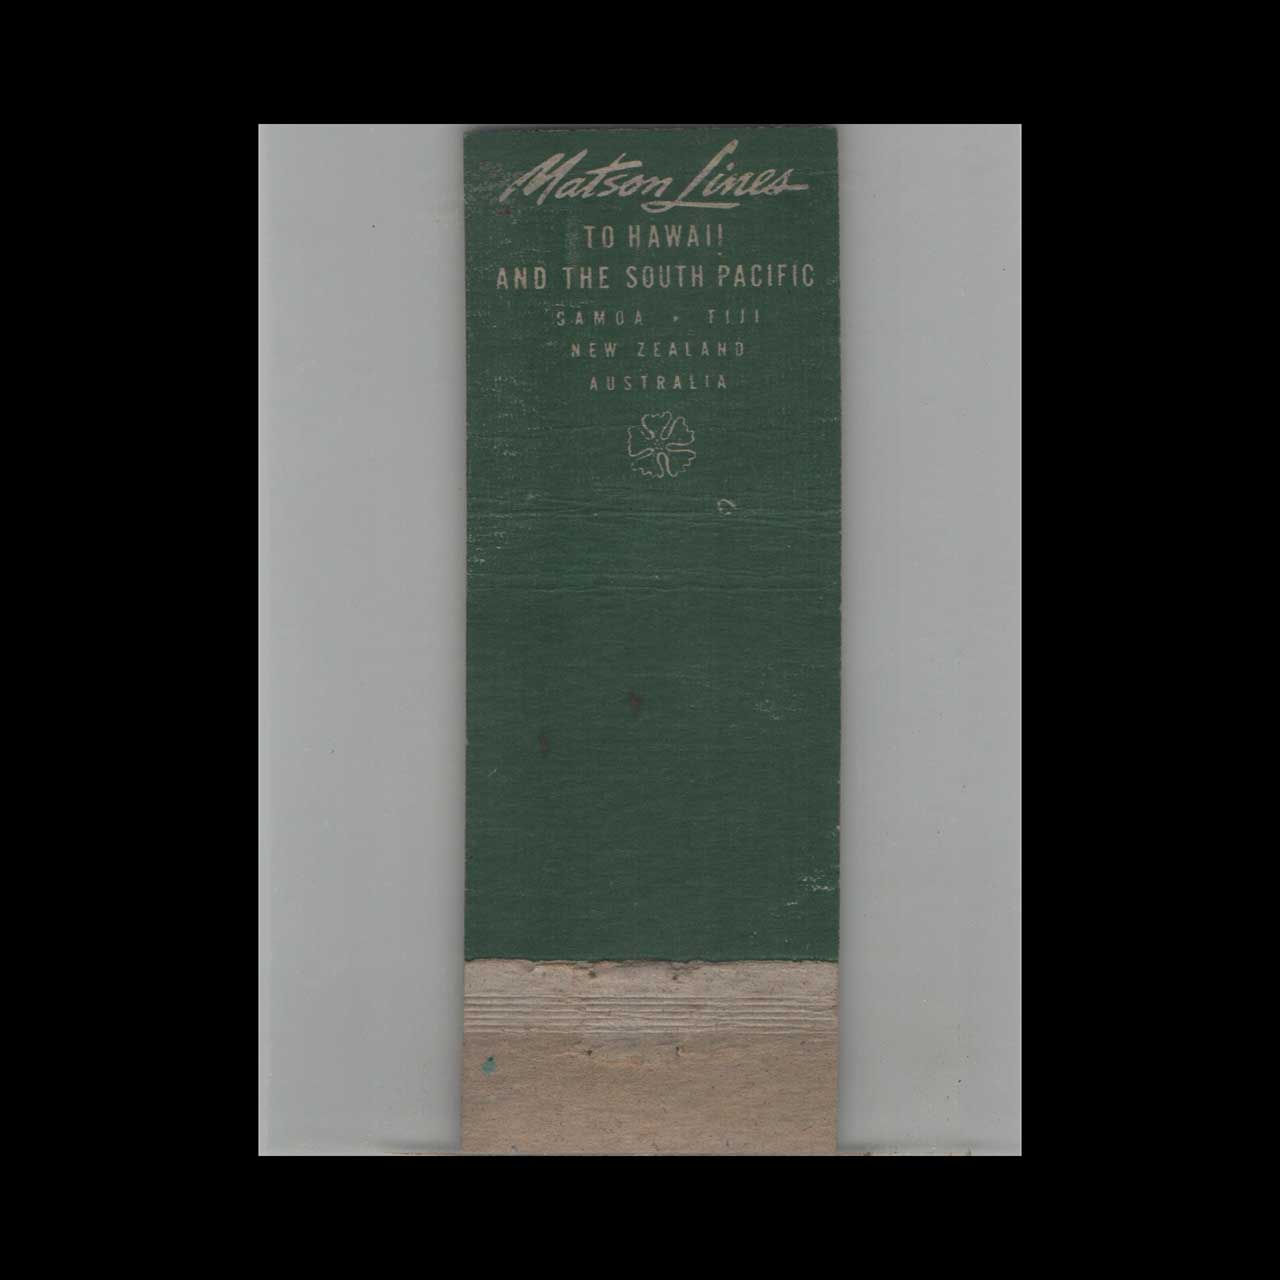 Matson Lines
TO HAWAII
AND THE SOUTH PACIFIC
SAMOA • FIJI
NEW ZEALAND
AUSTRALIA